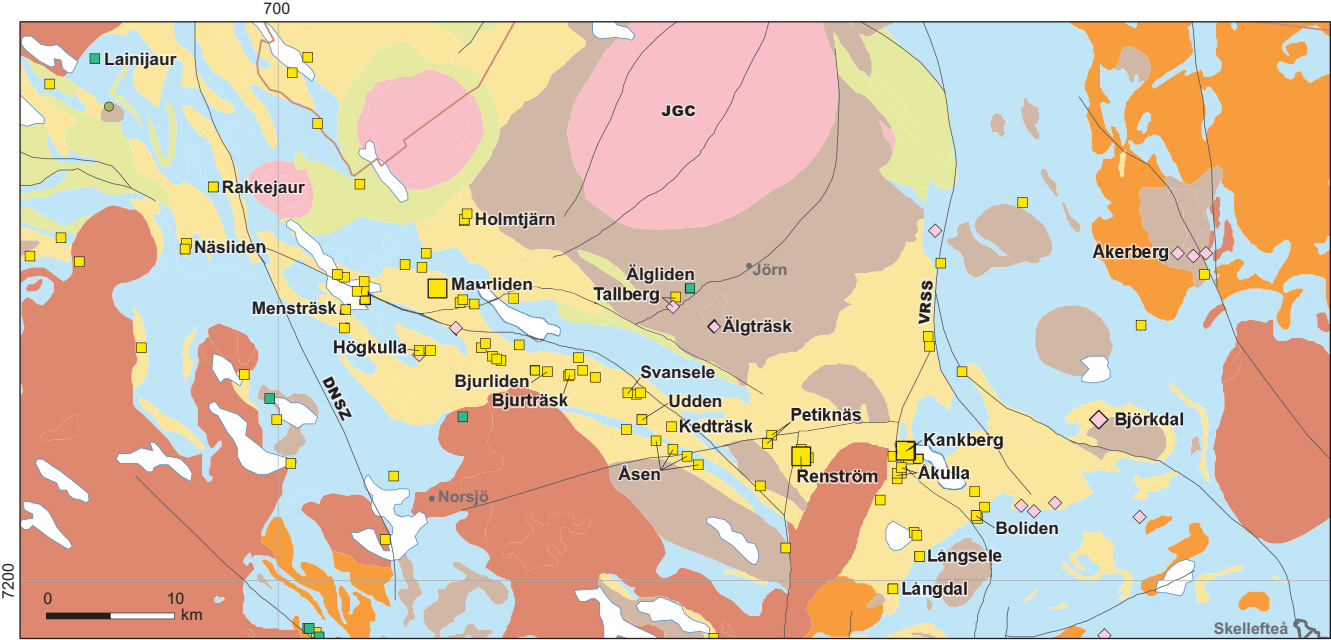 700
Lainijaur
JGC
Rakkejaur
Holmtjärn
Näsliden
Åkerberg
Älgliden
Jörn
Maurliden
Tallberg
Mensträsk
VRSS
Älgträsk
Högkulla
Svansele
Bjurliden
DNSZ
Bjurträsk
Udden
Petiknäs
Björkdal
Kedträsk
Kankberg
Åsen
Renström
Åkulla
Norsjö
Boliden
Långsele
7200
Långdal
0 10
km
Skellefteå